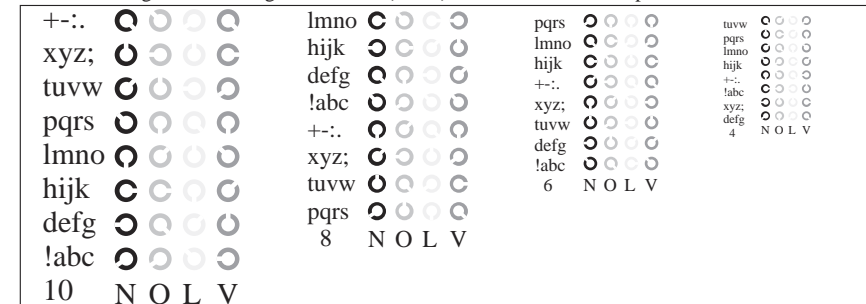 +-:.
xyz;
tuvw
pqrs
lmno
hijk
defg
!abc
10 N O L V
lmno
hijk
defg
!abc
+-:.
xyz;
tuvw
pqrs
8 N O L V
pqrs
lmno
hijk
+-:.
xyz;
tuvw
defg
!abc
6 N O L V
tuvw
pqrs
lmno
hijk
+-:.
!abc
xyz;
defg
4 N O L V